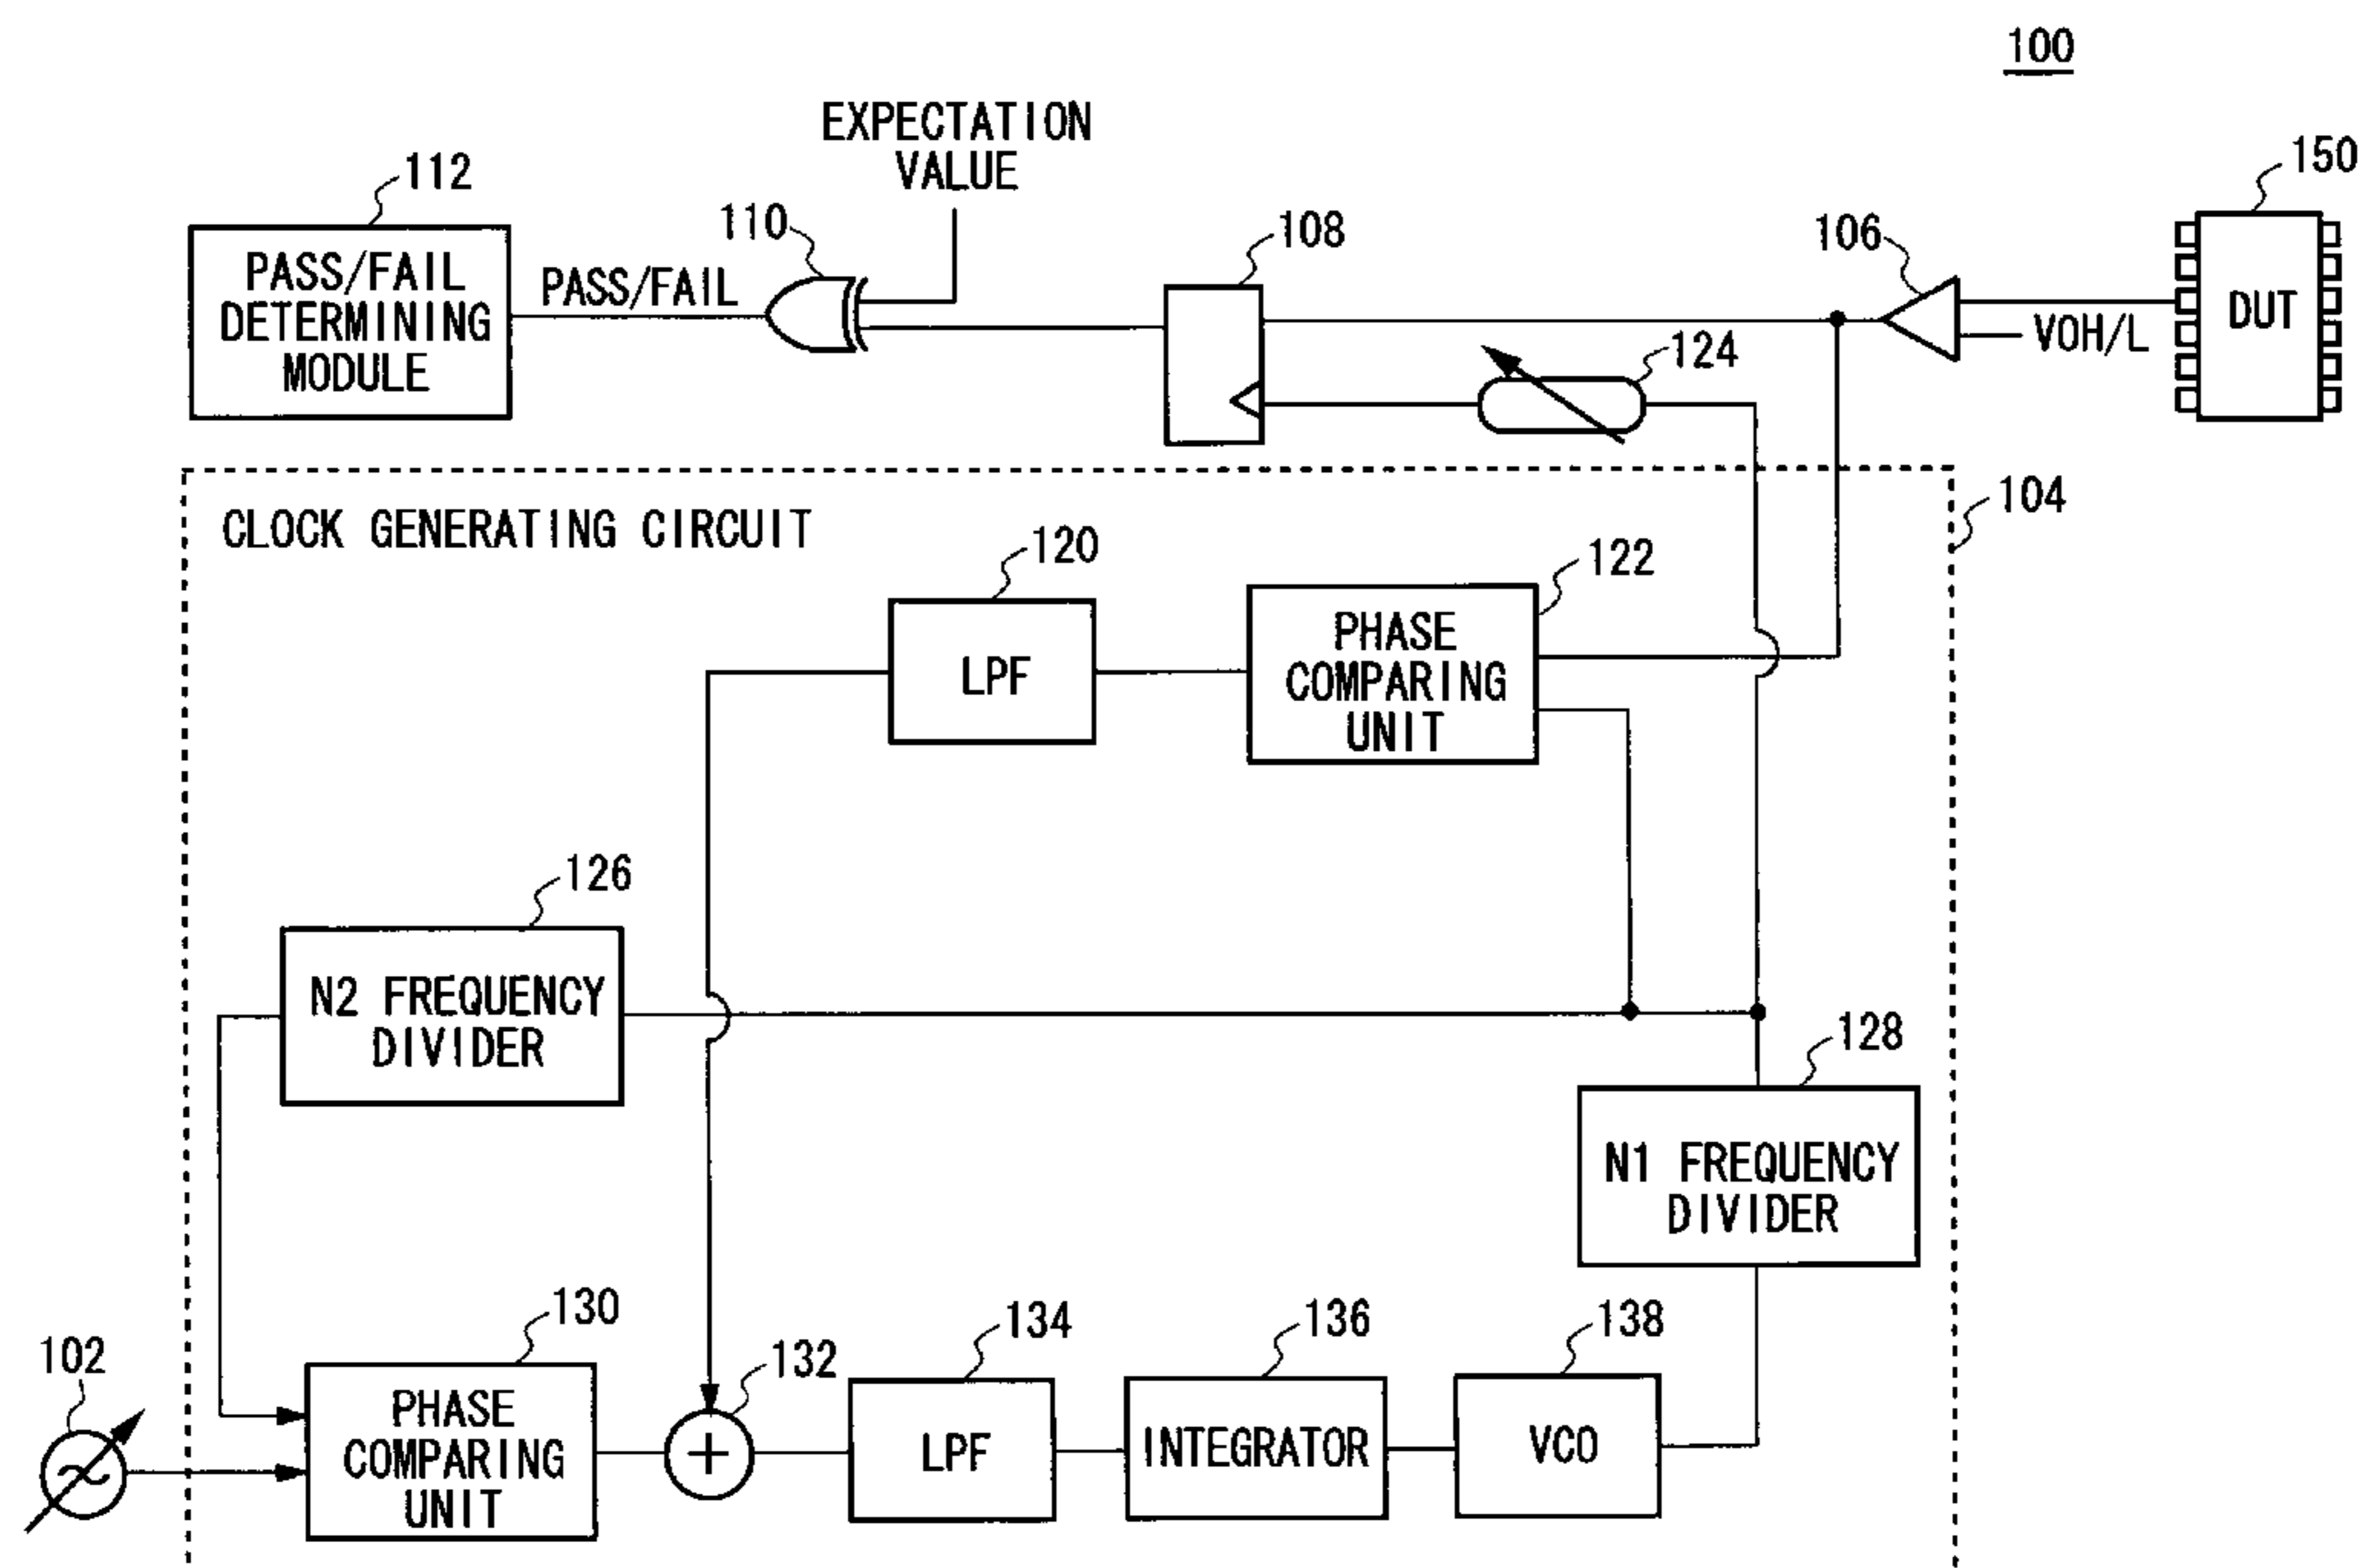 100
EXPECTATION
VALUE
112
110
108
106
150
PASS/FAIL
DETERMINING
MODULE
PASS/FAIL
124
VOH/L
DUT
CLOCK GENERATING CIRCUIT
104
120
122
LPF
PHASE
COMPARING
UNIT
126
N2 FREQUENCY
DIVIDER
128
N1 FREQUENCY
DIVIDER
102
130
132
134
136
138
PHASE
COMPARING
UNIT
+
LPF
INTEGRATOR
VCO